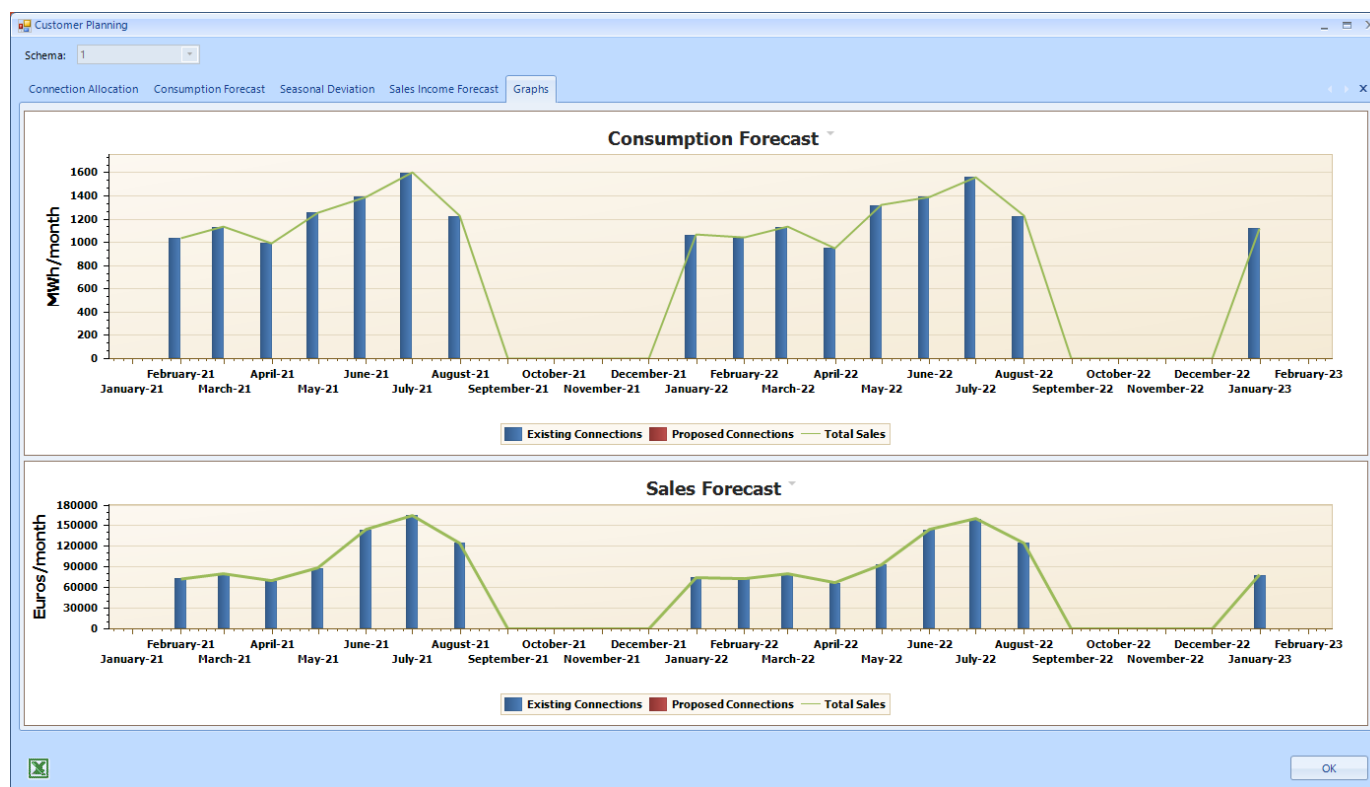 Customer Planning
Schema: 1
Connection Allocation Consumption Forecast Seasonal Deviation Sales Income Forecast Graphs
Consumption Forecast
MWh/month
1600
1400
1200
1000
800
600
400
200
0
February-21 April-21 June-21 August-21 October-21 December-21 February-22 April-22 June-22 August-22 October-22 December-22 February-23
January-21 March-21 May-21 July-21 September-21 November-21 January-22 March-22 May-22 July-22 September-22 November-22 January-23
Existing Connections Proposed Connections Total Sales
Sales Forecast
Euros/month
180000
150000
120000
90000
60000
30000
0
February-21 April-21 June-21 August-21 October-21 December-21 February-22 April-22 June-22 August-22 October-22 December-22 February-23
January-21 March-21 May-21 July-21 September-21 November-21 January-22 March-22 May-22 July-22 September-22 November-22 January-23
Existing Connections Proposed Connections Total Sales
OK